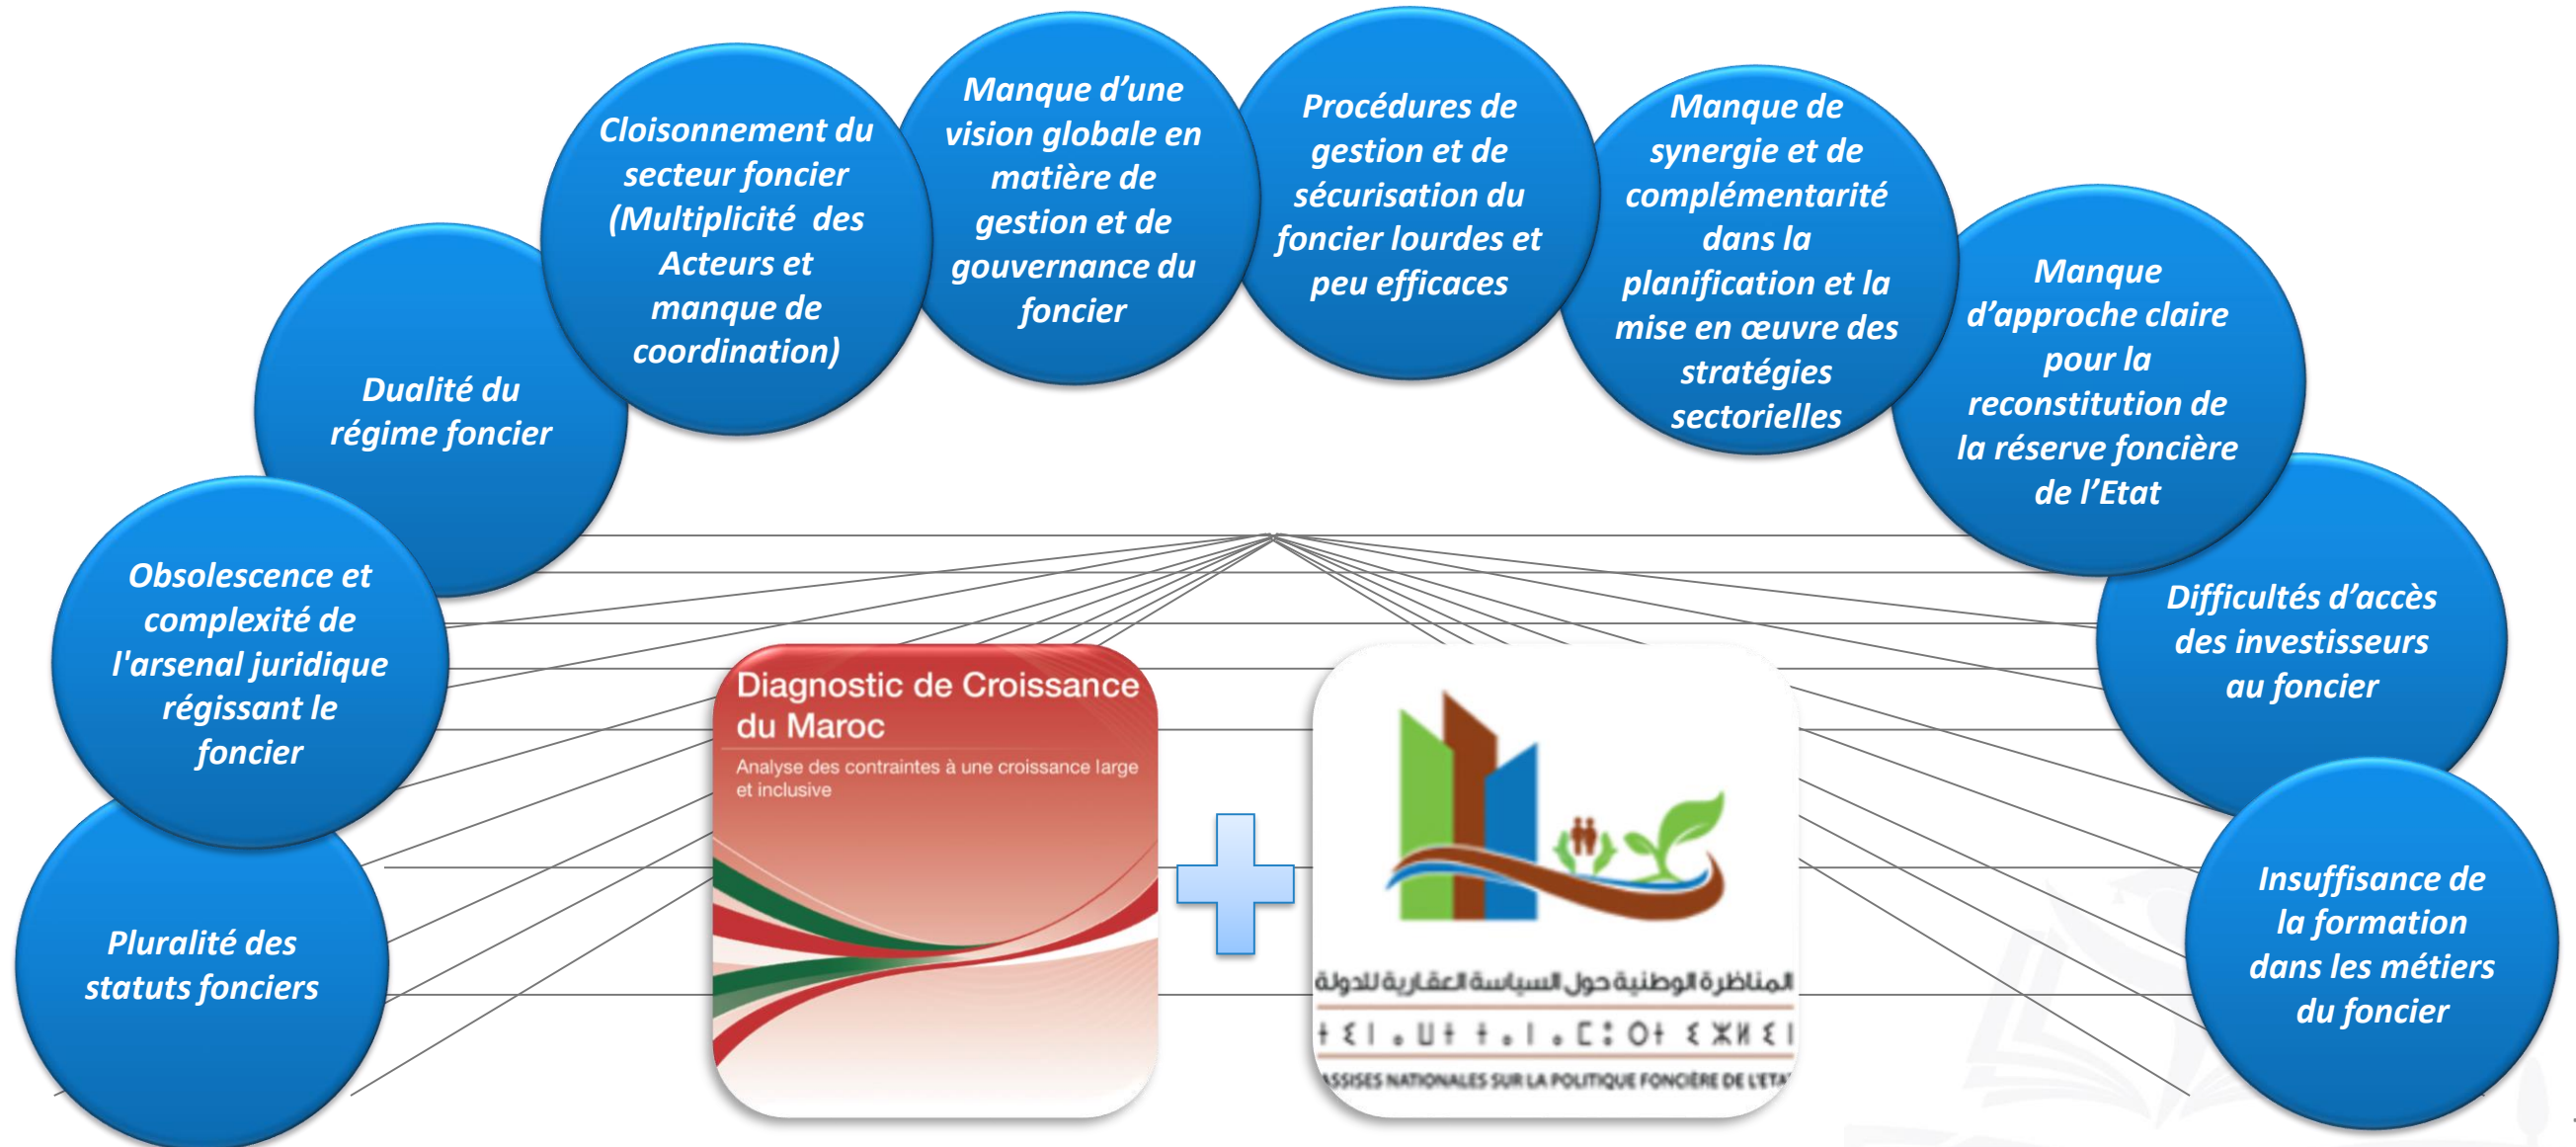 Pluralité des
statuts fonciers
Obsolescence et
complexité de
l'arsenal juridique
régissant le
foncier
Dualité du
régime foncier
Cloisonnement du
secteur foncier
(Multiplicité des
Acteurs et
manque de
coordination)
Manque d’une
vision globale en
matière de
gestion et de
gouvernance du
foncier
Procédures de
gestion et de
sécurisation du
foncier lourdes et
peu efficaces
Manque de
synergie et de
complémentarité
dans la
planification et la
mise en œuvre des
stratégies
sectorielles
Manque
d’approche claire
pour la
reconstitution de
la réserve foncière
de l’Etat
Difficultés d’accès
des investisseurs
au foncier
Insuffisance de
la formation
dans les métiers
du foncier
Diagnostic de Croissance
du Maroc
Analyse des contraintes à une croissance large
et inclusive
المناظرة الوطنية حول السياسة العقارية للدولة
ⵜⵉⵏⴰⵡⵜ ⵜⴰⵏⴰⵎⵓⵔⵜ ⵉⵣⵍⵉⵏ
ASSISES NATIONALES SUR LA POLITIQUE FONCIÈRE DE L'ETAT